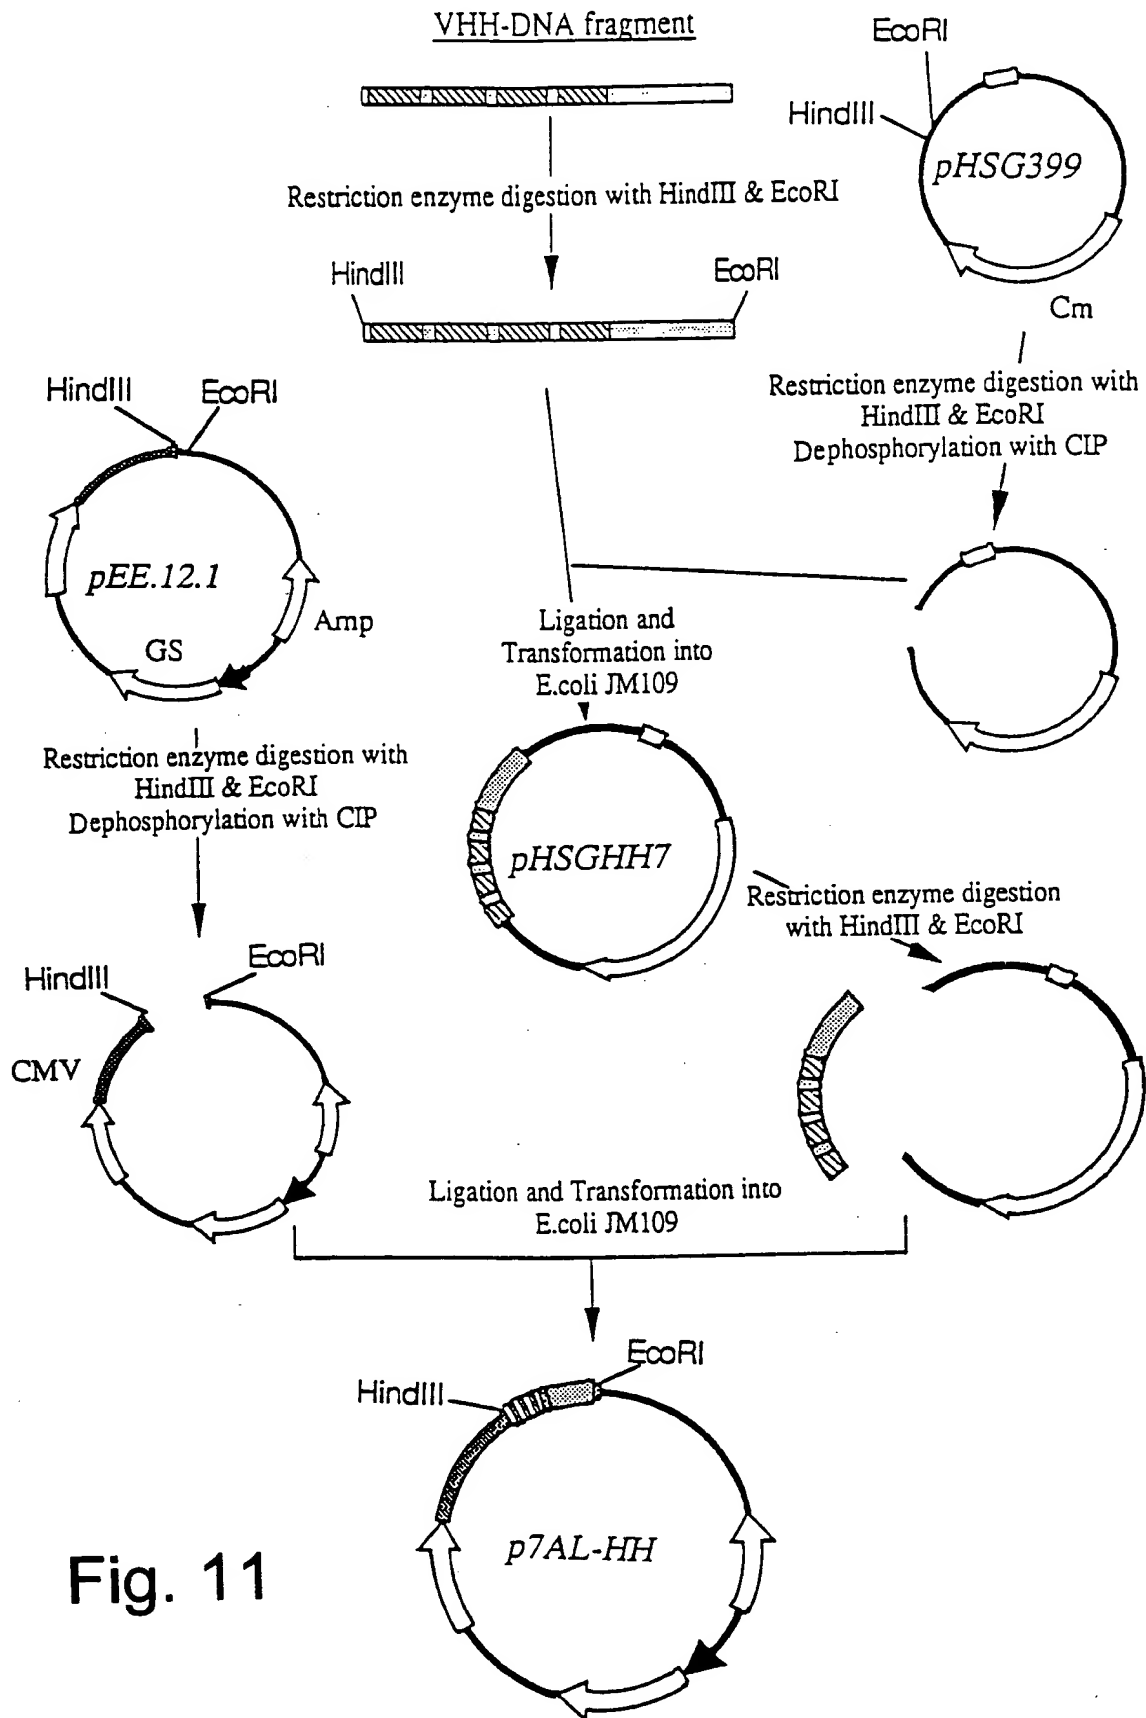 VHH-DNA fragment
EcoRI
HindIII
pHSG399
Cm
Restriction enzyme digestion with HindIII & EcoRI
HindIII
EcoRI
Restriction enzyme digestion with
HindIII & EcoRI
Dephosphorylation with CIP
HindIII
EcoRI
pEE.12.1
Amp
GS
Ligation and
Transformation into
E.coli JM109
Restriction enzyme digestion with
HindIII & EcoRI
Dephosphorylation with CIP
pHSGHH7
Restriction enzyme digestion
with HindIII & EcoRI
HindIII
EcoRI
CMV
Ligation and Transformation into
E.coli JM109
HindIII
EcoRI
p7AL-HH
Fig. 11